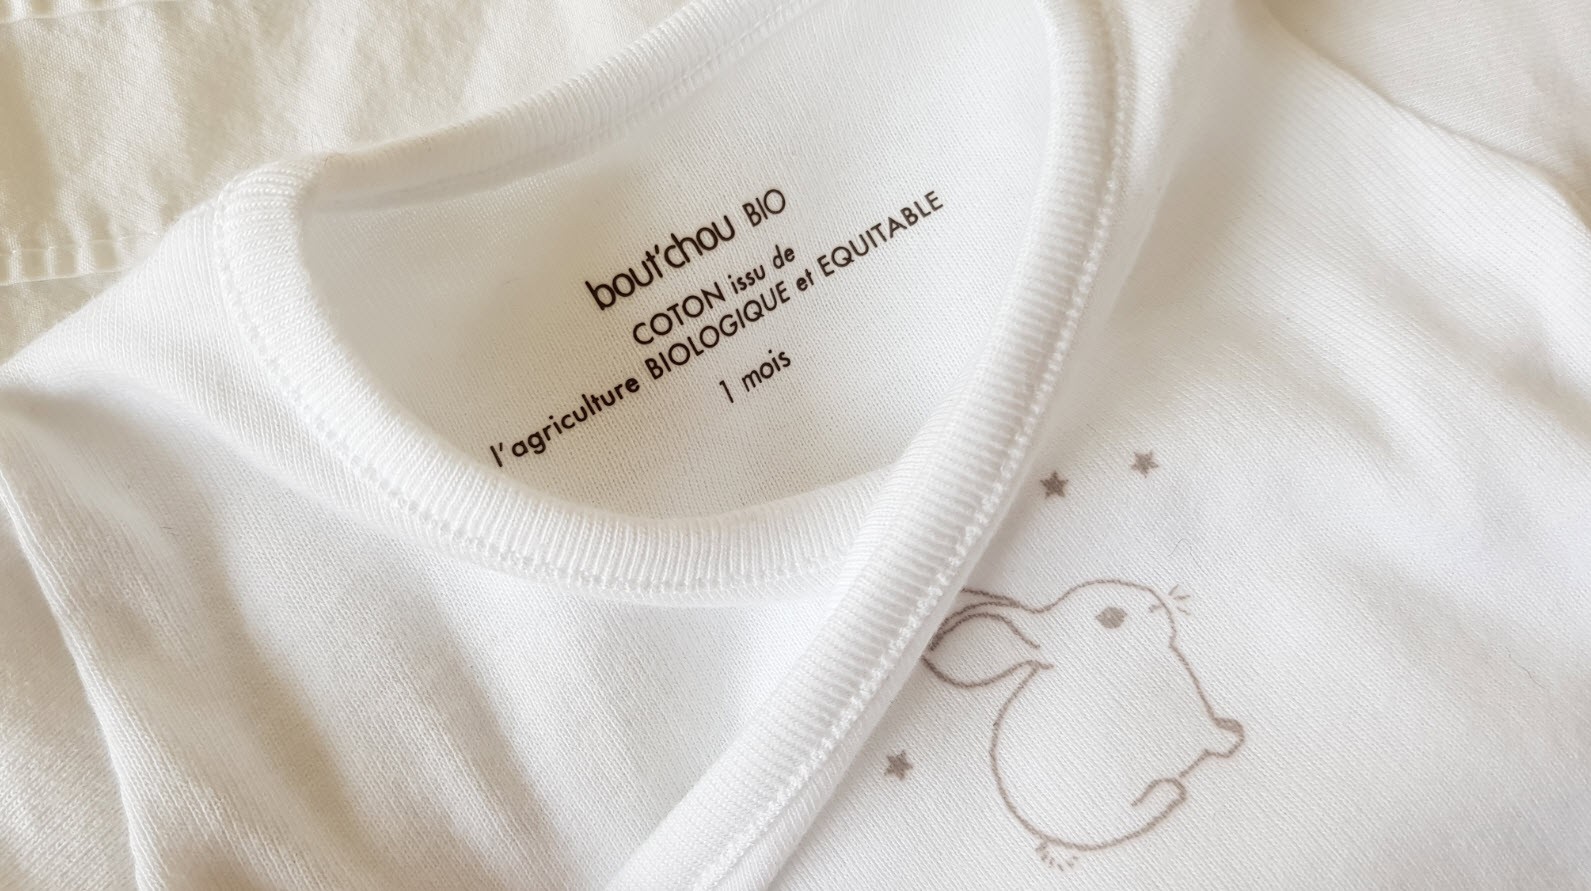 bout'chou BIO
COTON issu de
l'agriculture BIOLOGIQUE et EQUITABLE
1 mois